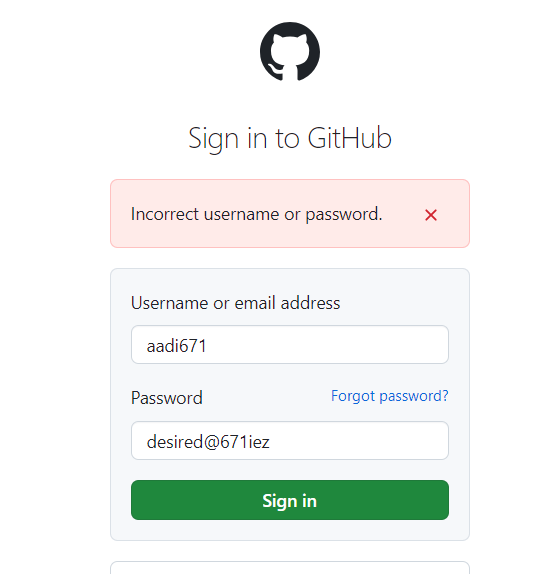 Sign in to GitHub
Incorrect username or password.
Username or email address
aadi671
Password Forgot password?
desired@671iez
Sign in